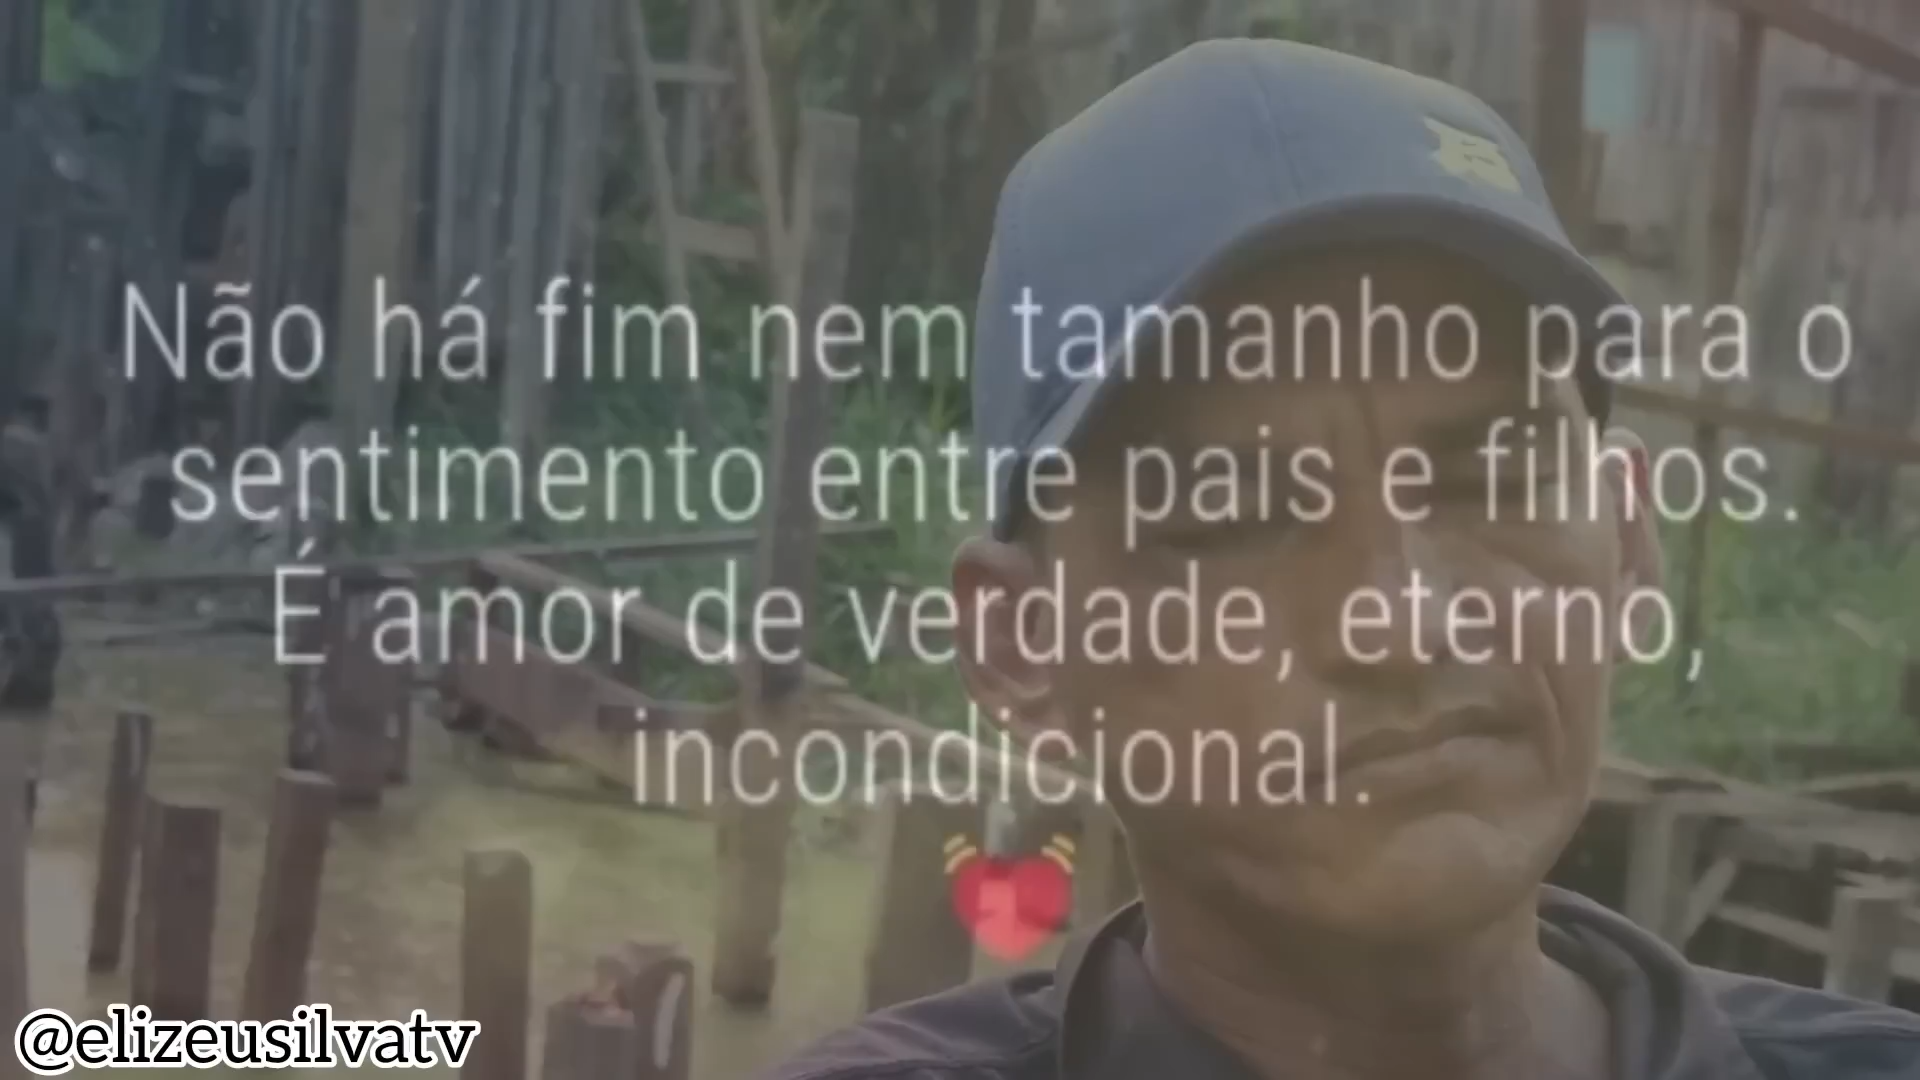 Não há fim nem tamanho para o
sentimento entre pais e filhos.
É amor de verdade, eterno,
incondicional.
@elizeusilvatv